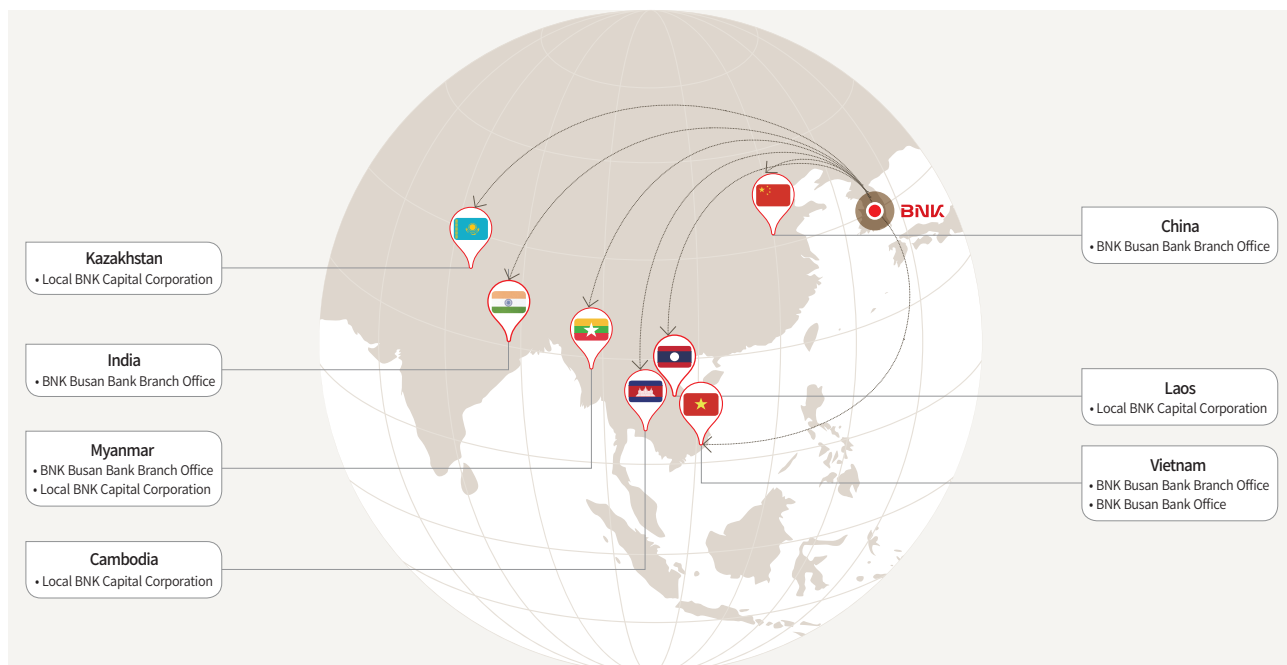 BNK
Kazakhstan
• Local BNK Capital Corporation
India
• BNK Busan Bank Branch Office
Myanmar
• BNK Busan Bank Branch Office
• Local BNK Capital Corporation
Cambodia
• Local BNK Capital Corporation
China
• BNK Busan Bank Branch Office
Laos
• Local BNK Capital Corporation
Vietnam
• BNK Busan Bank Branch Office
• BNK Busan Bank Office